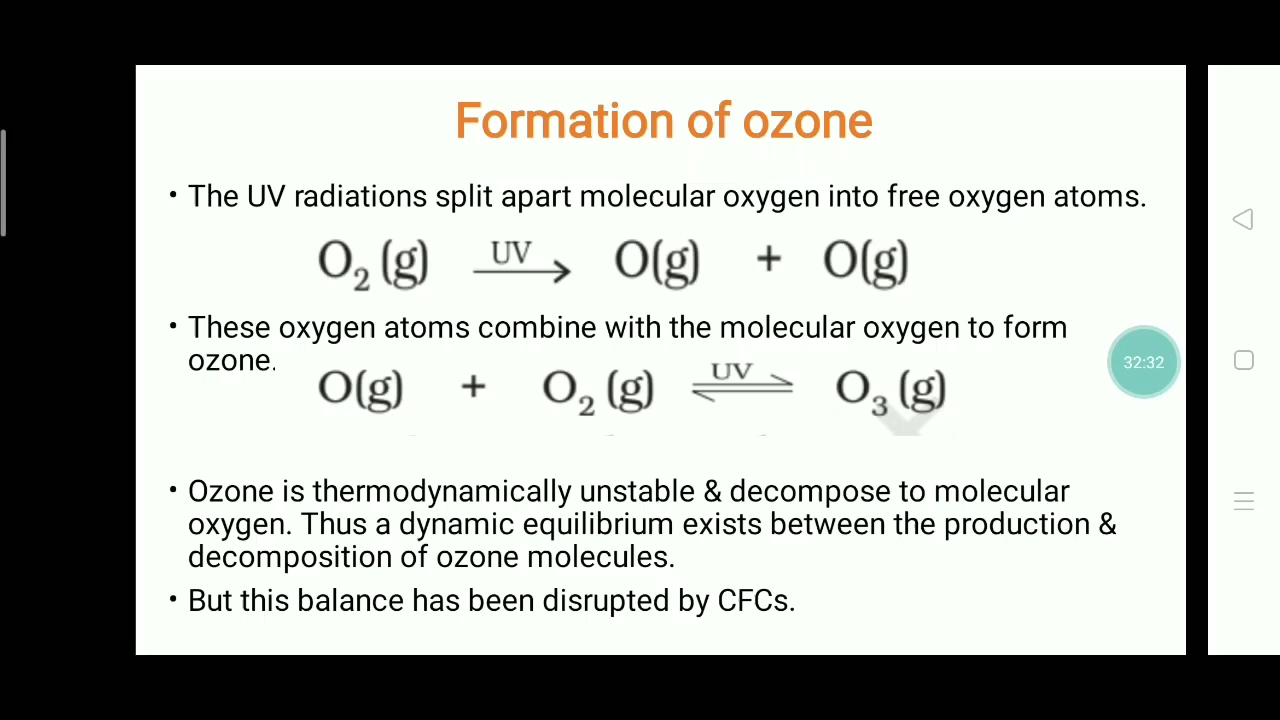 Formation of ozone
• The UV radiations split apart molecular oxygen into free oxygen atoms.
O₂ (g) UV → O(g) + O(g)
• These oxygen atoms combine with the molecular oxygen to form
ozone.
O(g) + O₂ (g) UV ⇌ O₃ (g)
32:32
• Ozone is thermodynamically unstable & decompose to molecular
oxygen. Thus a dynamic equilibrium exists between the production &
decomposition of ozone molecules.
• But this balance has been disrupted by CFCs.